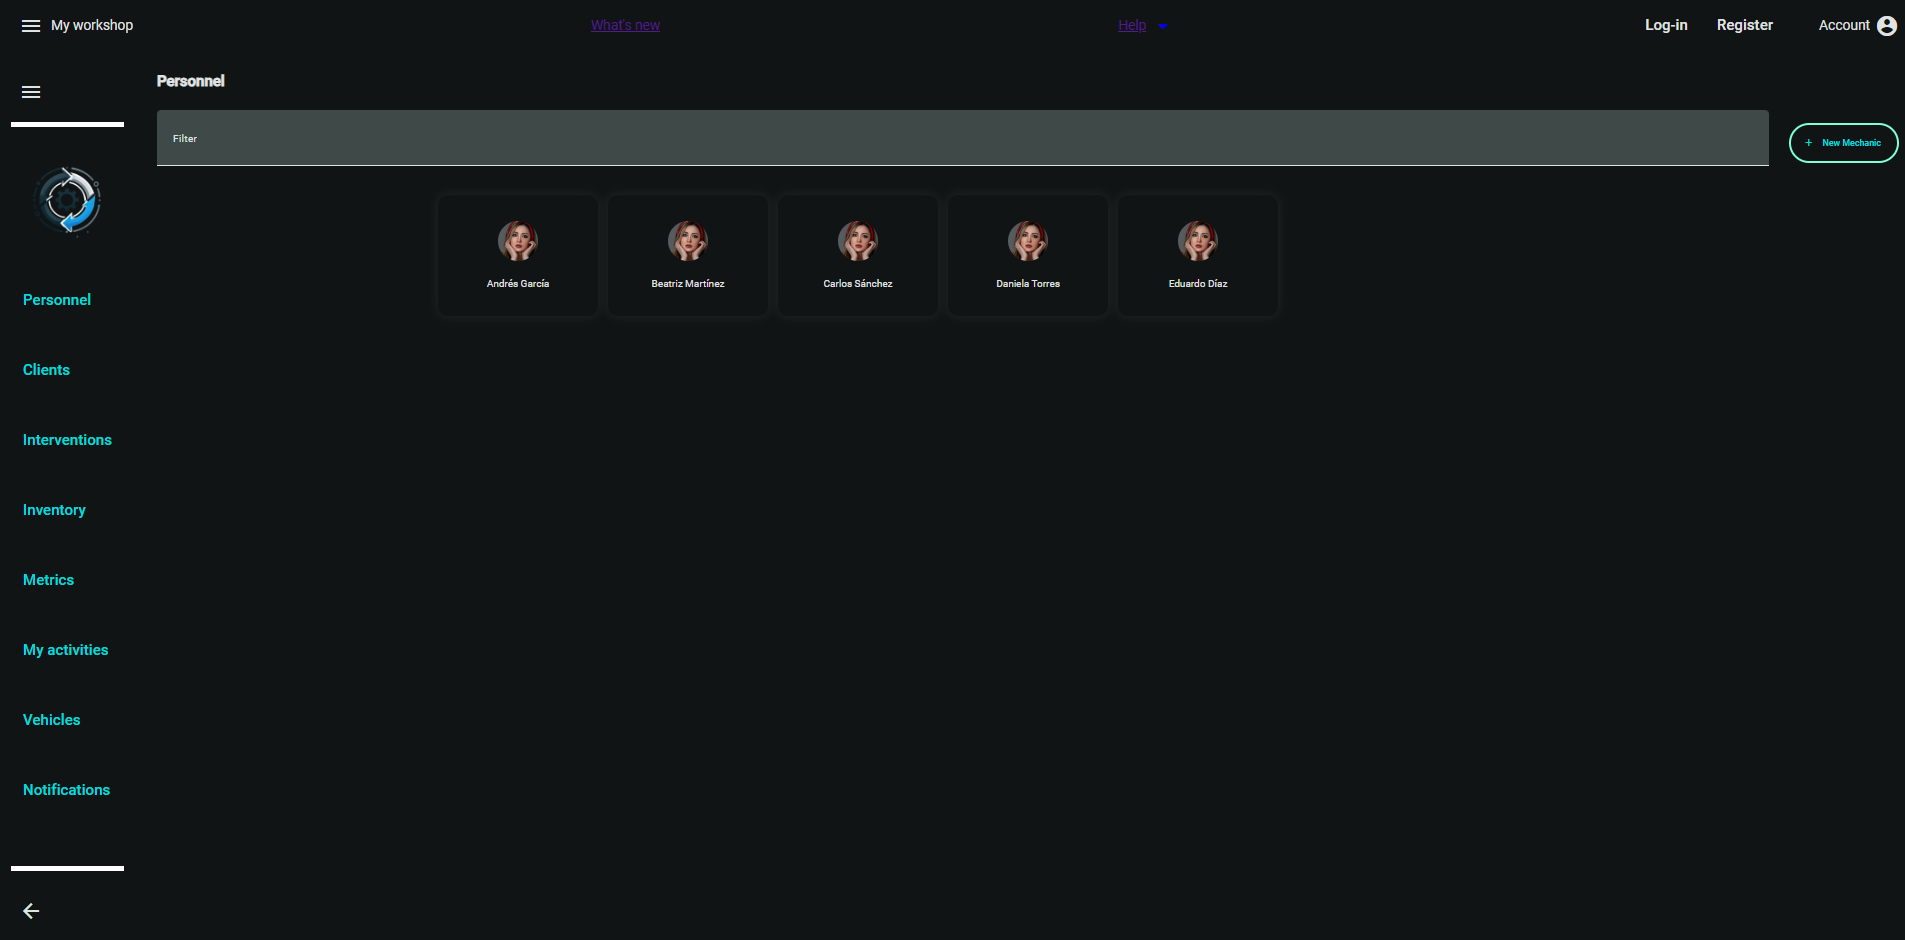 My workshop
What's new
Help
Log-in
Register
Account
Personnel
Filter
+ New Mechanic
Andrés García
Beatriz Martínez
Carlos Sánchez
Daniela Torres
Eduardo Díaz
Personnel
Clients
Interventions
Inventory
Metrics
My activities
Vehicles
Notifications